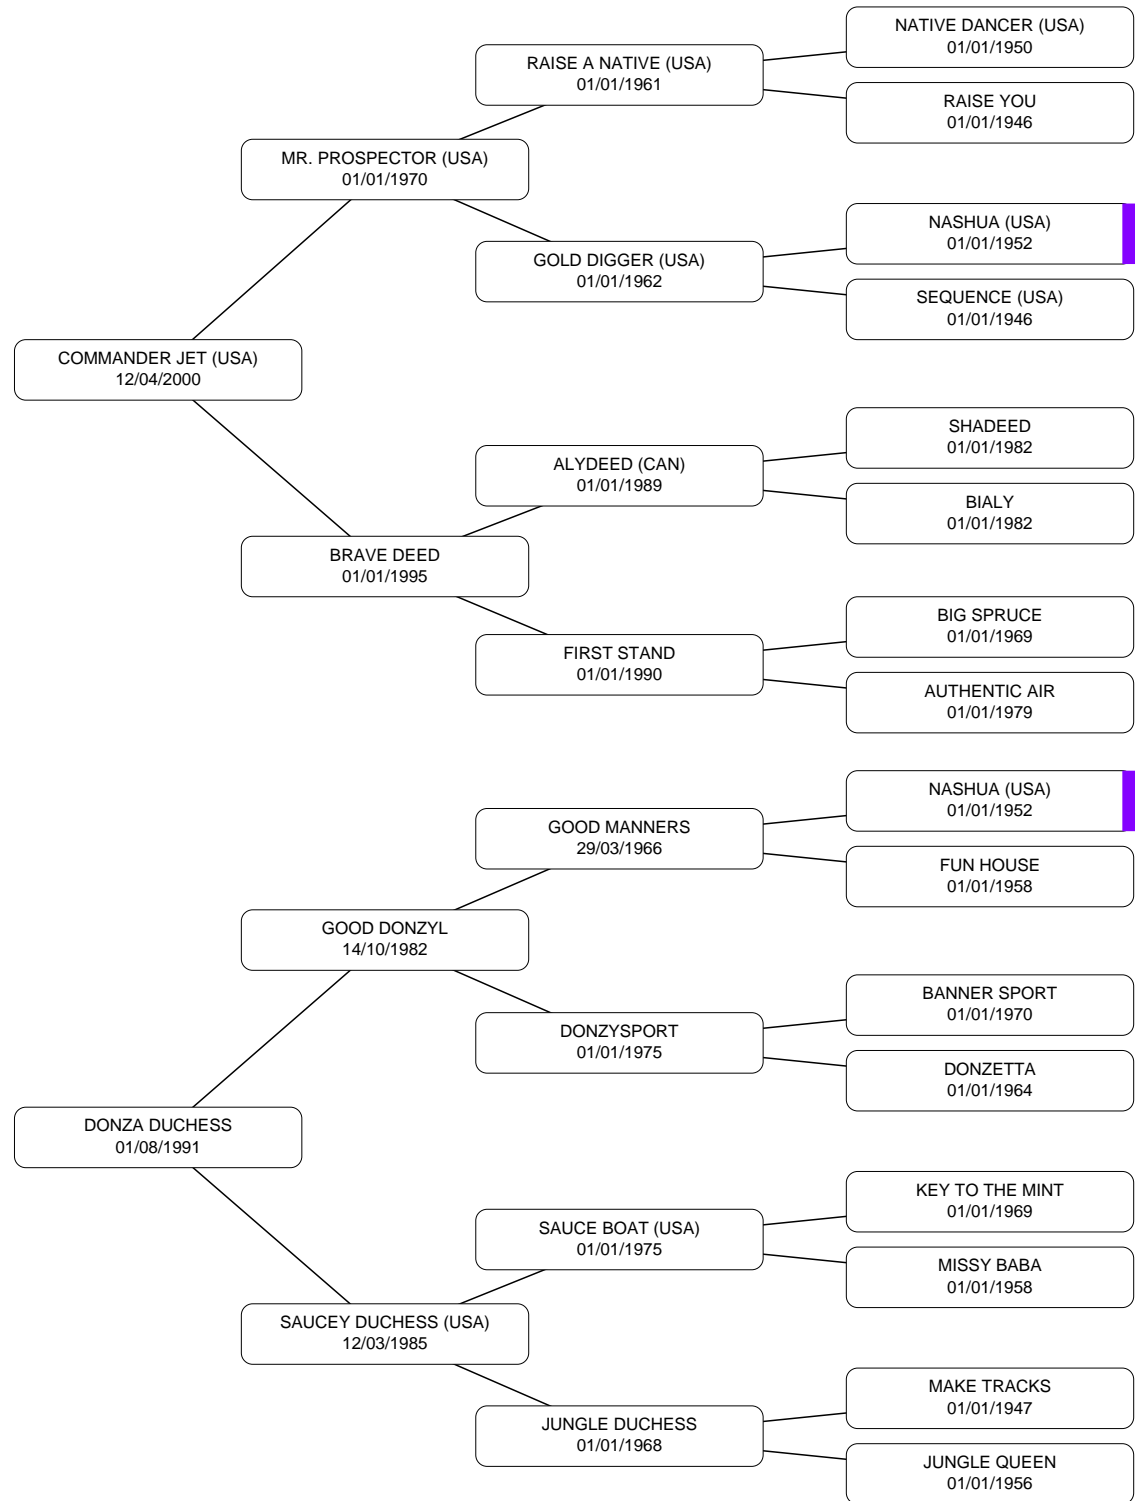 NATIVE DANCER (USA)
01/01/1950
RAISE A NATIVE (USA)
01/01/1961
RAISE YOU
01/01/1946
MR. PROSPECTOR (USA)
01/01/1970
NASHUA (USA)
01/01/1952
GOLD DIGGER (USA)
01/01/1962
SEQUENCE (USA)
01/01/1946
COMMANDER JET (USA)
12/04/2000
SHADEED
01/01/1982
ALYDEED (CAN)
01/01/1989
BIALY
01/01/1982
BRAVE DEED
01/01/1995
BIG SPRUCE
01/01/1969
FIRST STAND
01/01/1990
AUTHENTIC AIR
01/01/1979
NASHUA (USA)
01/01/1952
GOOD MANNERS
29/03/1966
FUN HOUSE
01/01/1958
GOOD DONZYL
14/10/1982
BANNER SPORT
01/01/1970
DONZYSPORT
01/01/1975
DONZETTA
01/01/1964
DONZA DUCHESS
01/08/1991
KEY TO THE MINT
01/01/1969
SAUCE BOAT (USA)
01/01/1975
MISSY BABA
01/01/1958
SAUCEY DUCHESS (USA)
12/03/1985
MAKE TRACKS
01/01/1947
JUNGLE DUCHESS
01/01/1968
JUNGLE QUEEN
01/01/1956